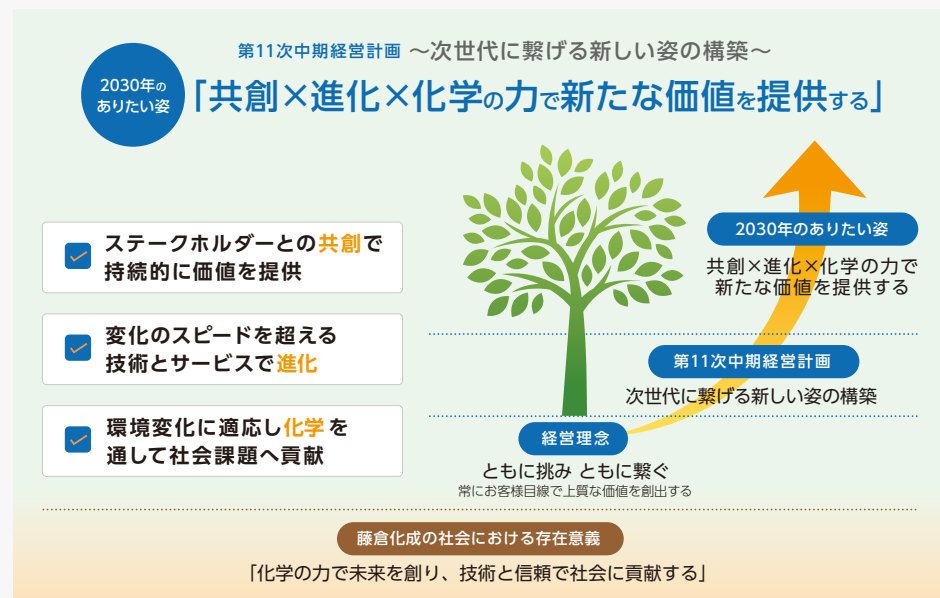 第11次中期経営計画 〜次世代に繋げる新しい姿の構築〜
2030年の
ありたい姿
「共創×進化×化学の力で新たな価値を提供する」
ステークホルダーとの共創で
持続的に価値を提供
変化のスピードを超える
技術とサービスで進化
環境変化に適応し化学を
通して社会課題へ貢献
2030年のありたい姿
共創×進化×化学の力で
新たな価値を提供する
第11次中期経営計画
次世代に繋げる新しい姿の構築
経営理念
ともに挑み ともに繋ぐ
常にお客様目線で上質な価値を創出する
藤倉化成の社会における存在意義
「化学の力で未来を創り、技術と信頼で社会に貢献する」